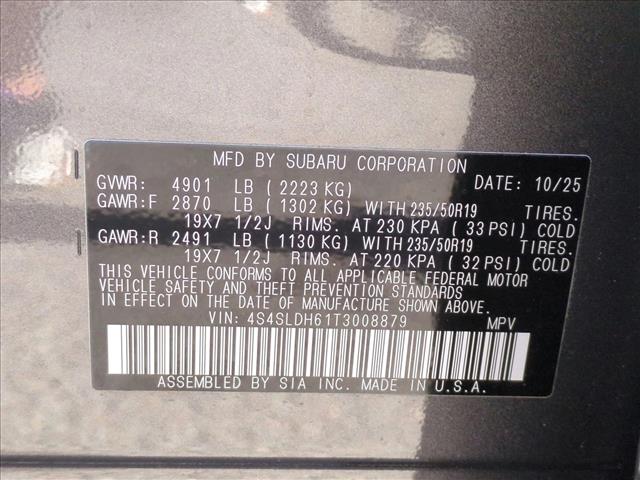 MFD BY SUBARU CORPORATION
GVWR: 4901 LB ( 2223 KG) DATE: 10/25
GAWR:F 2870 LB ( 1302 KG) WITH 235/50R19 TIRES.
19X7 1/2J RIMS. AT 230 KPA ( 33 PSI) COLD
GAWR:R 2491 LB ( 1130 KG) WITH 235/50R19 TIRES.
19X7 1/2J RIMS. AT 220 KPA ( 32 PSI) COLD
THIS VEHICLE CONFORMS TO ALL APPLICABLE FEDERAL MOTOR
VEHICLE SAFETY AND THEFT PREVENTION STANDARDS
IN EFFECT ON THE DATE OF MANUFACTURE SHOWN ABOVE.
VIN: 4S4SLDH61T3008879 MPV
ASSEMBLED BY SIA INC. MADE IN U.S.A.